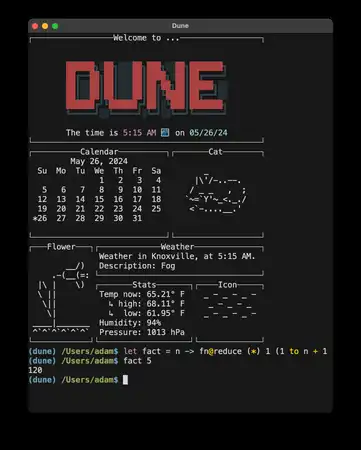 Dune
Welcome to ...
DUNE
The time is 5:15 AM on 05/26/24
Calendar
May 26, 2024
Su Mo Tu We Th Fr Sa
1 2 3 4
5 6 7 8 9 10 11
12 13 14 15 16 17 18
19 20 21 22 23 24 25
*26 27 28 29 30 31
Cat
Flower
Weather
Weather in Knoxville, at 5:15 AM.
Description: Fog
Stats
Temp now: 65.21° F
↳ high: 68.11° F
↳ low: 61.95° F
Humidity: 94%
Pressure: 1013 hPa
Icon
(dune) /Users/adam$ let fact = n -> fn@reduce (*) 1 (1 to n + 1
(dune) /Users/adam$ fact 5
120
(dune) /Users/adam$